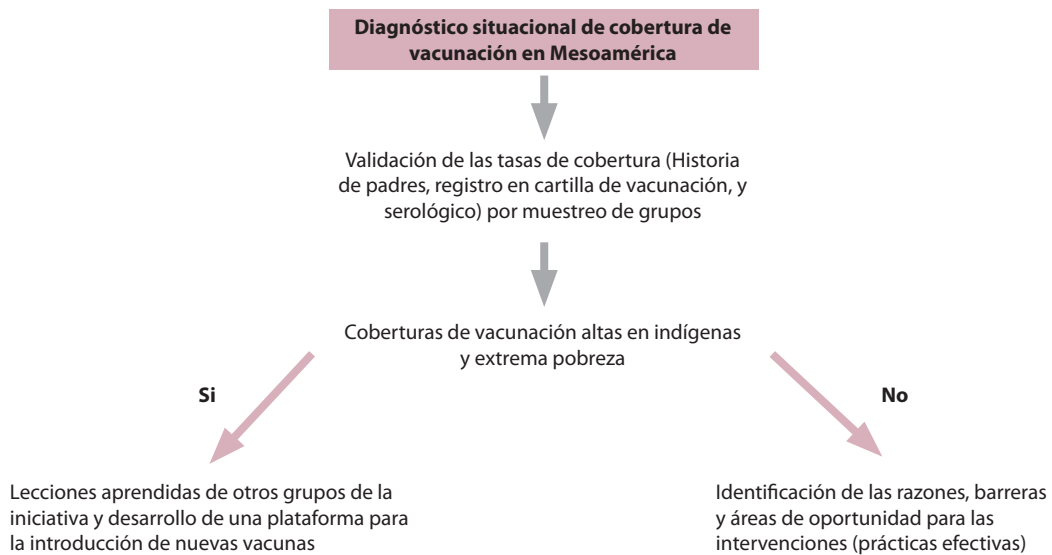 Diagnóstico situacional de cobertura de
vacunación en Mesoamérica
Validación de las tasas de cobertura (Historia
de padres, registro en cartilla de vacunación, y
serológico) por muestreo de grupos
Coberturas de vacunación altas en indígenas
y extrema pobreza
Si
No
Lecciones aprendidas de otros grupos de la
iniciativa y desarrollo de una plataforma para
la introducción de nuevas vacunas
Identificación de las razones, barreras
y áreas de oportunidad para las
intervenciones (prácticas efectivas)